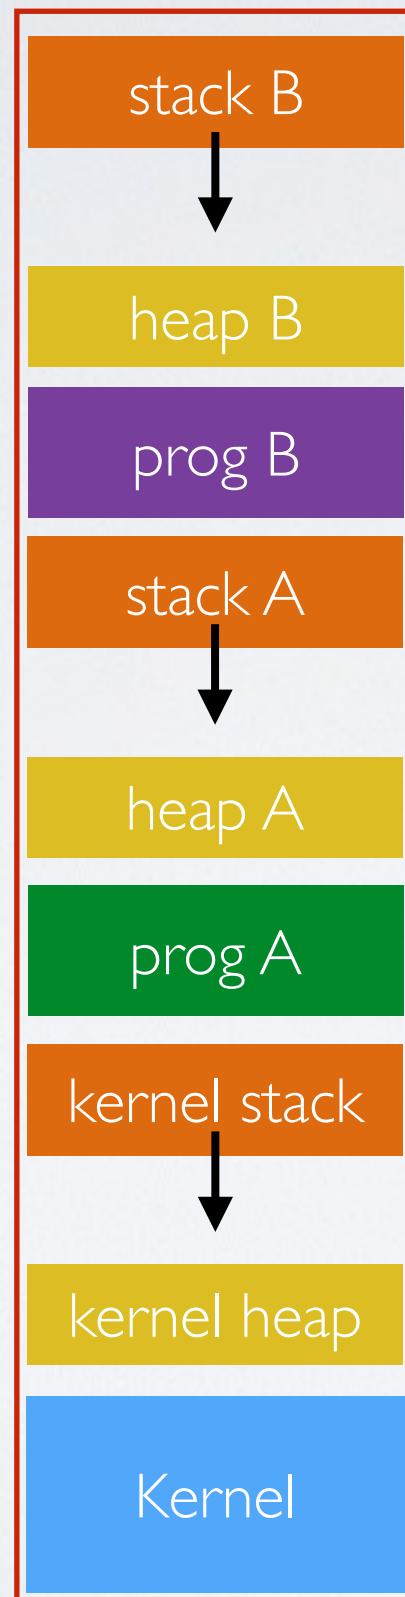 stack B
heap B
prog B
stack A
heap A
prog A
kernel stack
kernel heap
Kernel